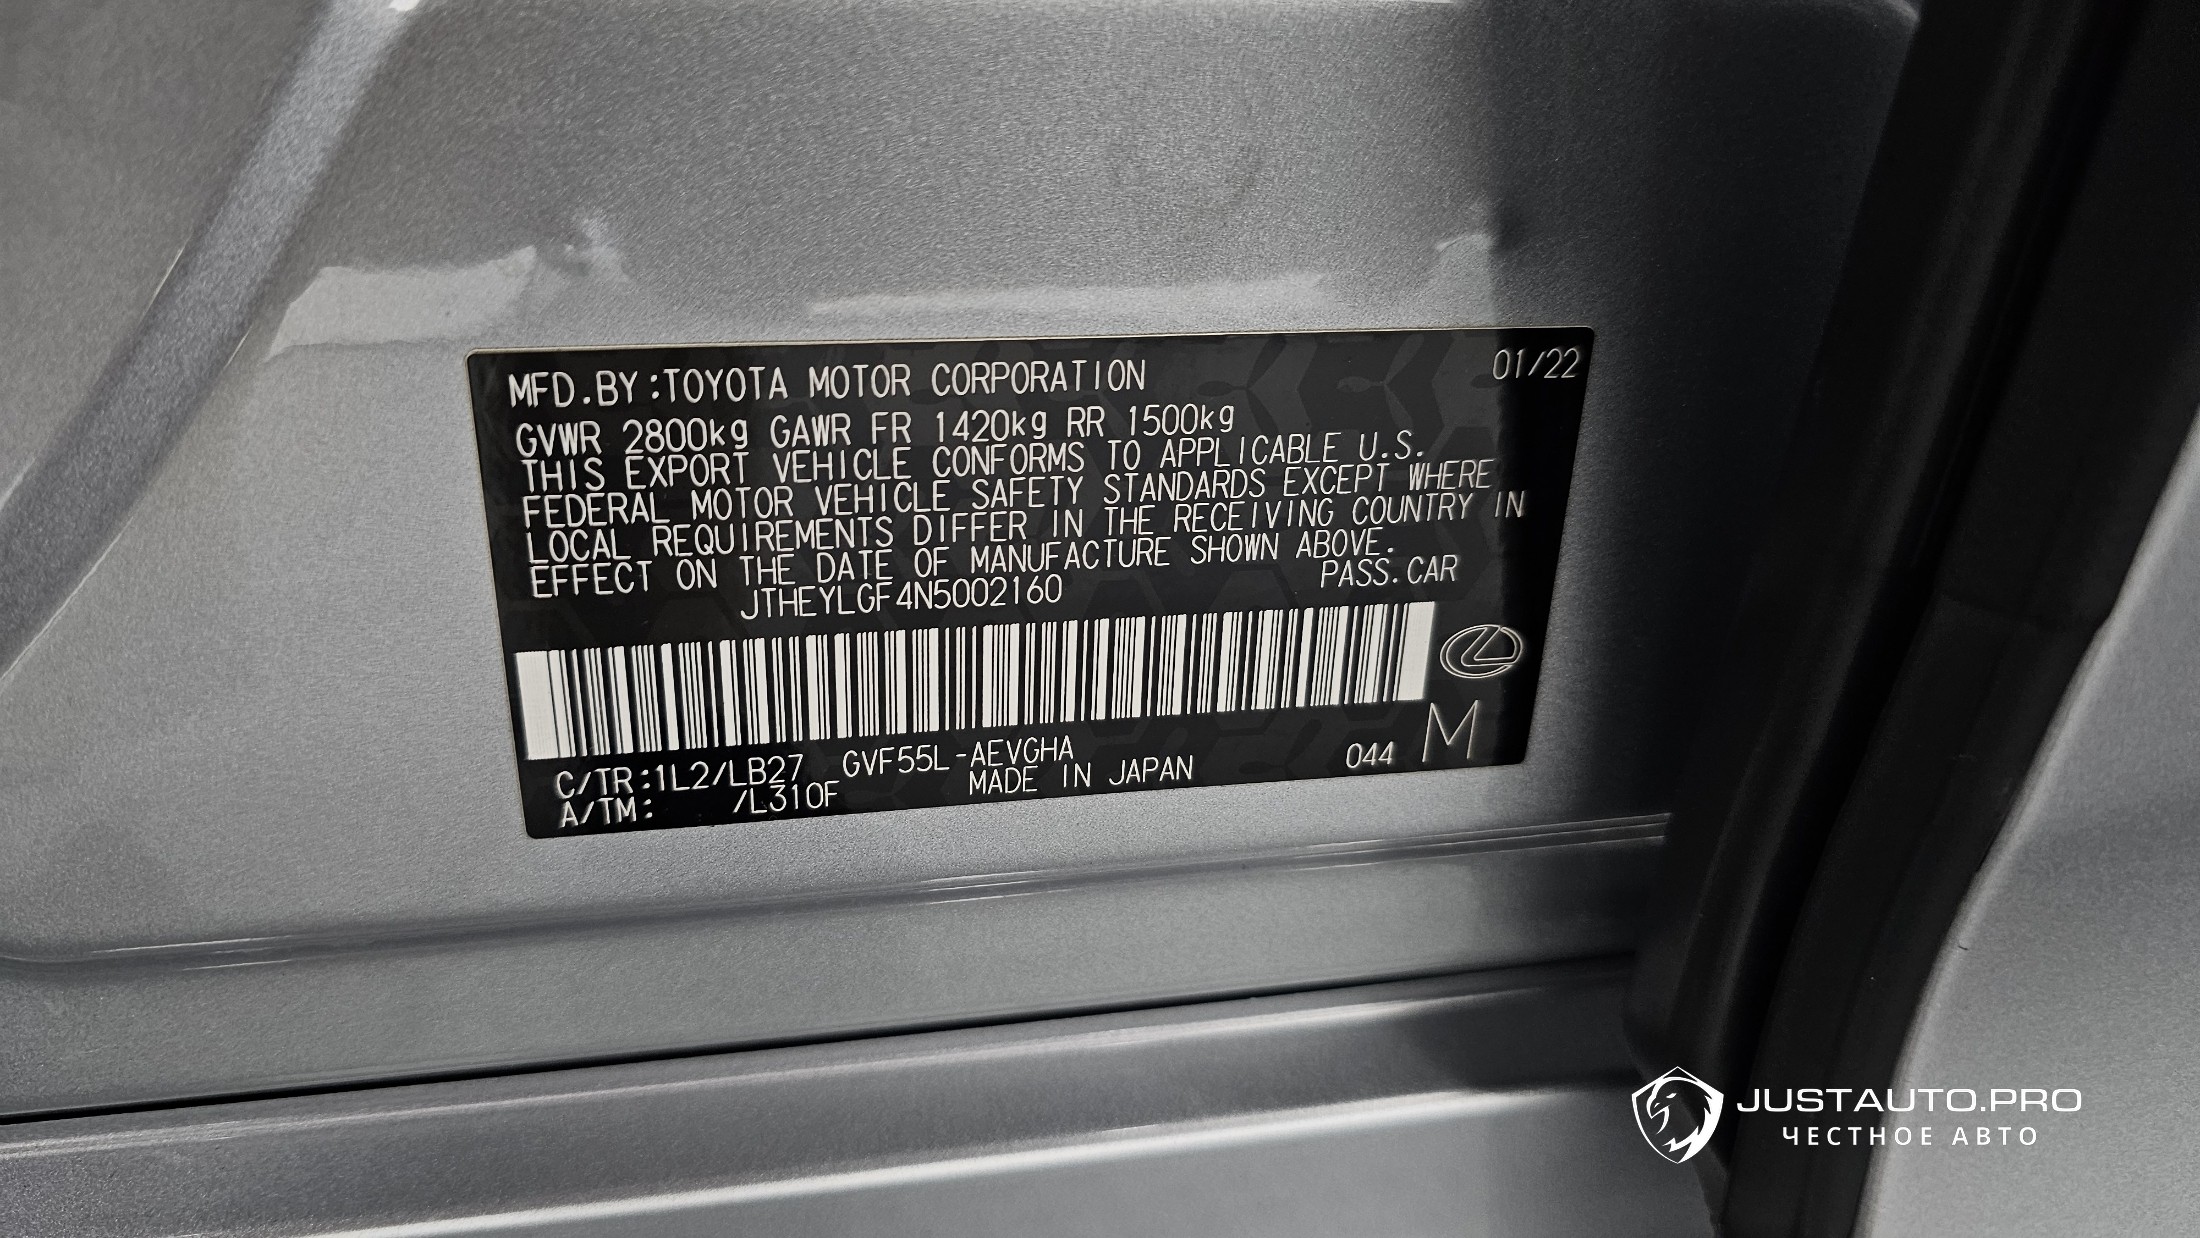 MFD.BY:TOYOTA MOTOR CORPORATION 01/22
GVWR 2800kg GAWR FR 1420kg RR 1500kg
THIS EXPORT VEHICLE CONFORMS TO APPLICABLE U.S.
FEDERAL MOTOR VEHICLE SAFETY STANDARDS EXCEPT WHERE
LOCAL REQUIREMENTS DIFFER IN THE RECEIVING COUNTRY IN
EFFECT ON THE DATE OF MANUFACTURE SHOWN ABOVE.
JTHEYLGF4N5002160 PASS.CAR
C/TR:1L2/LB27 GVF55L-AEVGHA 044 M
A/TM: /L310F MADE IN JAPAN
JUSTAUTO.PRO
ЧЕСТНОЕ АВТО